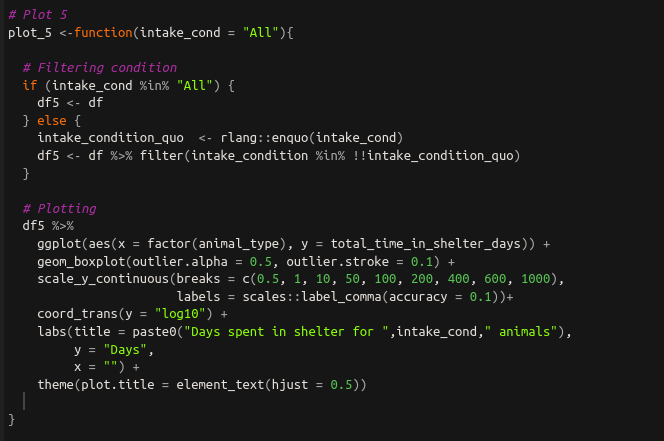 # Plot 5
plot_5 <-function(intake_cond = "All"){
# Filtering condition
if (intake_cond %in% "All") {
df5 <- df
} else {
intake_condition_quo  <- rlang::enquo(intake_cond)
df5 <- df %>% filter(intake_condition %in% !!intake_condition_quo)
}
# Plotting
df5 %>%
ggplot(aes(x = factor(animal_type), y = total_time_in_shelter_days)) +
geom_boxplot(outlier.alpha = 0.5, outlier.stroke = 0.1) +
scale_y_continuous(breaks = c(0.5, 1, 10, 50, 100, 200, 400, 600, 1000),
labels = scales::label_comma(accuracy = 0.1))+
coord_trans(y = "log10") +
labs(title = paste0("Days spent in shelter for ",intake_cond," animals"),
y = "Days",
x = "") +
theme(plot.title = element_text(hjust = 0.5))
}